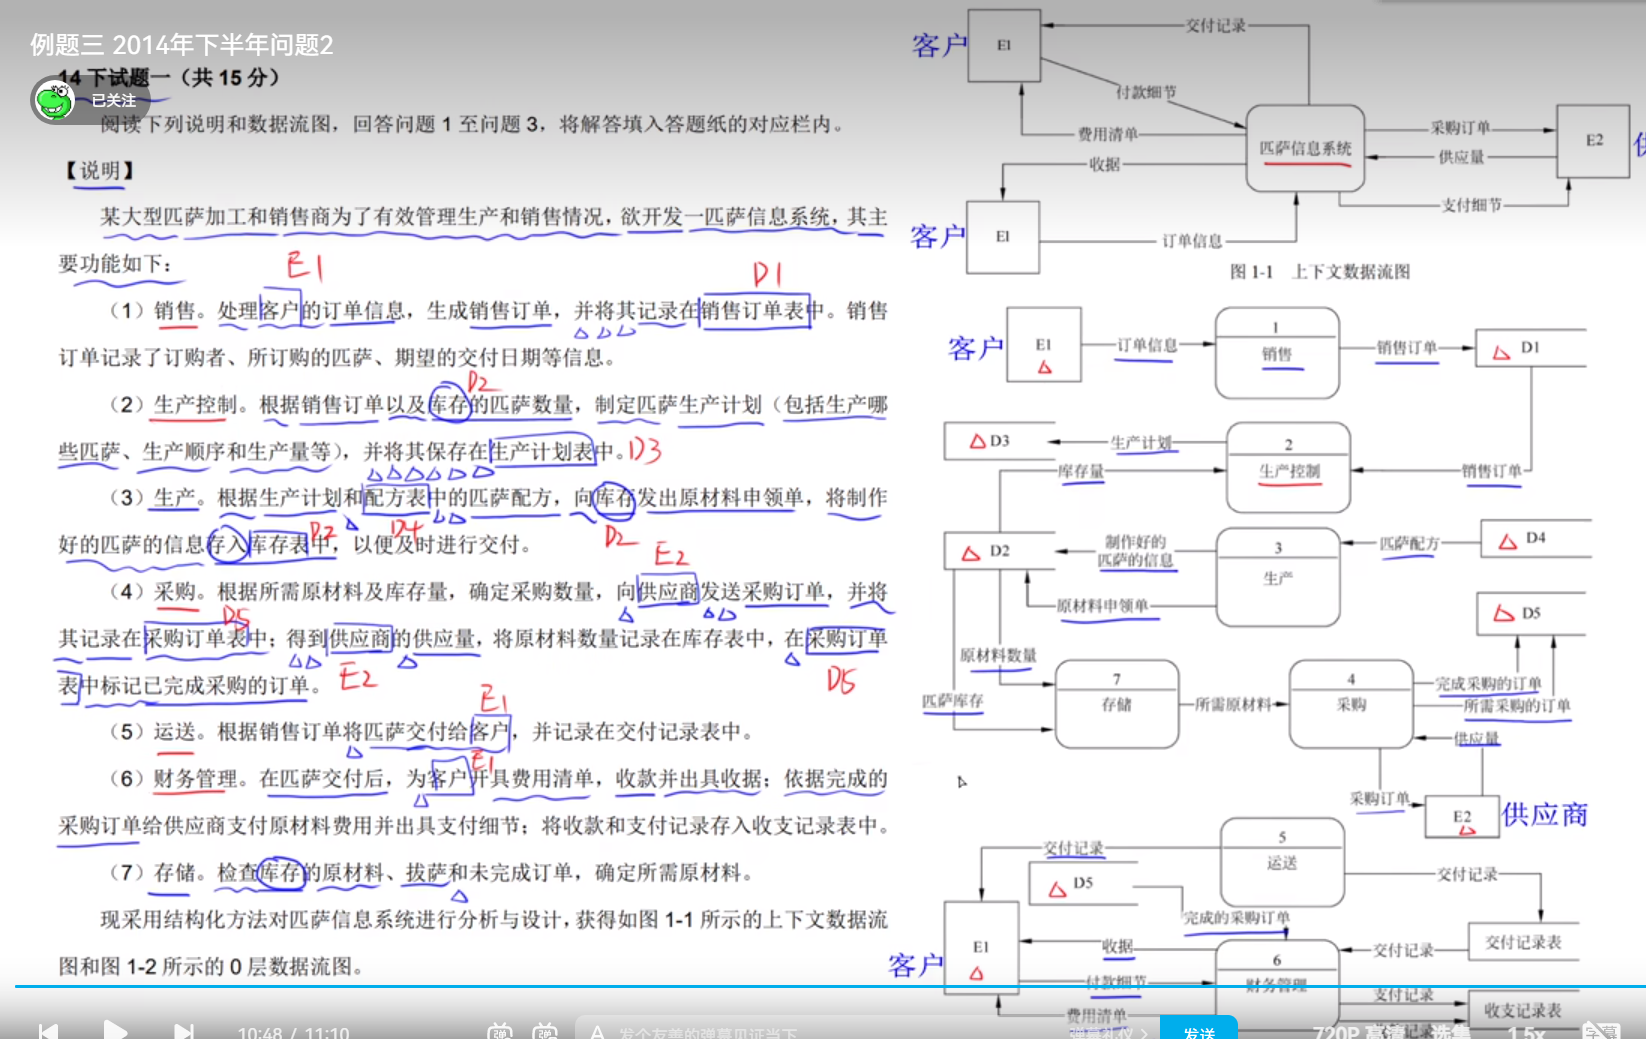 例题三 2014年下半年问题2
14下试题一（共 15 分）
已关注
阅读下列说明和数据流图，回答问题 1 至问题 3，将解答填入答题纸的对应栏内。
【说明】
某大型匹萨加工和销售商为了有效管理生产和销售情况，欲开发一匹萨信息系统，其主
要功能如下：
E1
D1
（1）销售。处理客户的订单信息，生成销售订单，并将其记录在销售订单表中。销售
订单记录了订购者、所订购的匹萨、期望的交付日期等信息。
D2
（2）生产控制。根据销售订单以及库存的匹萨数量，制定匹萨生产计划（包括生产哪
些匹萨、生产顺序和生产量等），并将其保存在生产计划表中。D3
（3）生产。根据生产计划和配方表中的匹萨配方，向库存发出原材料申领单，将制作
D2 D4 D2
好的匹萨的信息存入库存表中，以便及时进行交付。
E2
（4）采购。根据所需原材料及库存量，确定采购数量，向供应商发送采购订单，并将
D5
其记录在采购订单表中；得到供应商的供应量，将原材料数量记录在库存表中，在采购订单
表中标记已完成采购的订单。
E2
D5
E1
（5）运送。根据销售订单将匹萨交付给客户，并记录在交付记录表中。
E1
（6）财务管理。在匹萨交付后，为客户开具费用清单，收款并出具收据；依据完成的
采购订单给供应商支付原材料费用并出具支付细节；将收款和支付记录存入收支记录表中。
（7）存储。检查库存的原材料、拔萨和未完成订单，确定所需原材料。
现采用结构化方法对匹萨信息系统进行分析与设计，获得如图 1-1 所示的上下文数据流
图和图 1-2 所示的 0 层数据流图。
客户
E1
交付记录
付款细节
费用清单
收据
匹萨信息系统
采购订单
供应量
支付细节
E2
客户
E1
订单信息
图 1-1 上下文数据流图
客户
E1
订单信息
1
销售
销售订单
D1
D3
生产计划
库存量
2
生产控制
销售订单
D2
制作好的
匹萨的信息
原材料申领单
3
生产
匹萨配方
D4
D5
原材料数量
匹萨库存
7
存储
所需原材料
4
采购
完成采购的订单
所需采购的订单
供应量
采购订单
E2
供应商
5
运送
交付记录
D5
交付记录
完成的采购订单
客户
E1
收据
付款细节
费用清单
6
财务管理
交付记录
交付记录表
支付记录
收支记录表
10:48 / 11:10
弹
弹
A
发个友善的弹幕见证当下
弹幕礼仪 >
发送
720P 高清
选集
1.5x
字幕